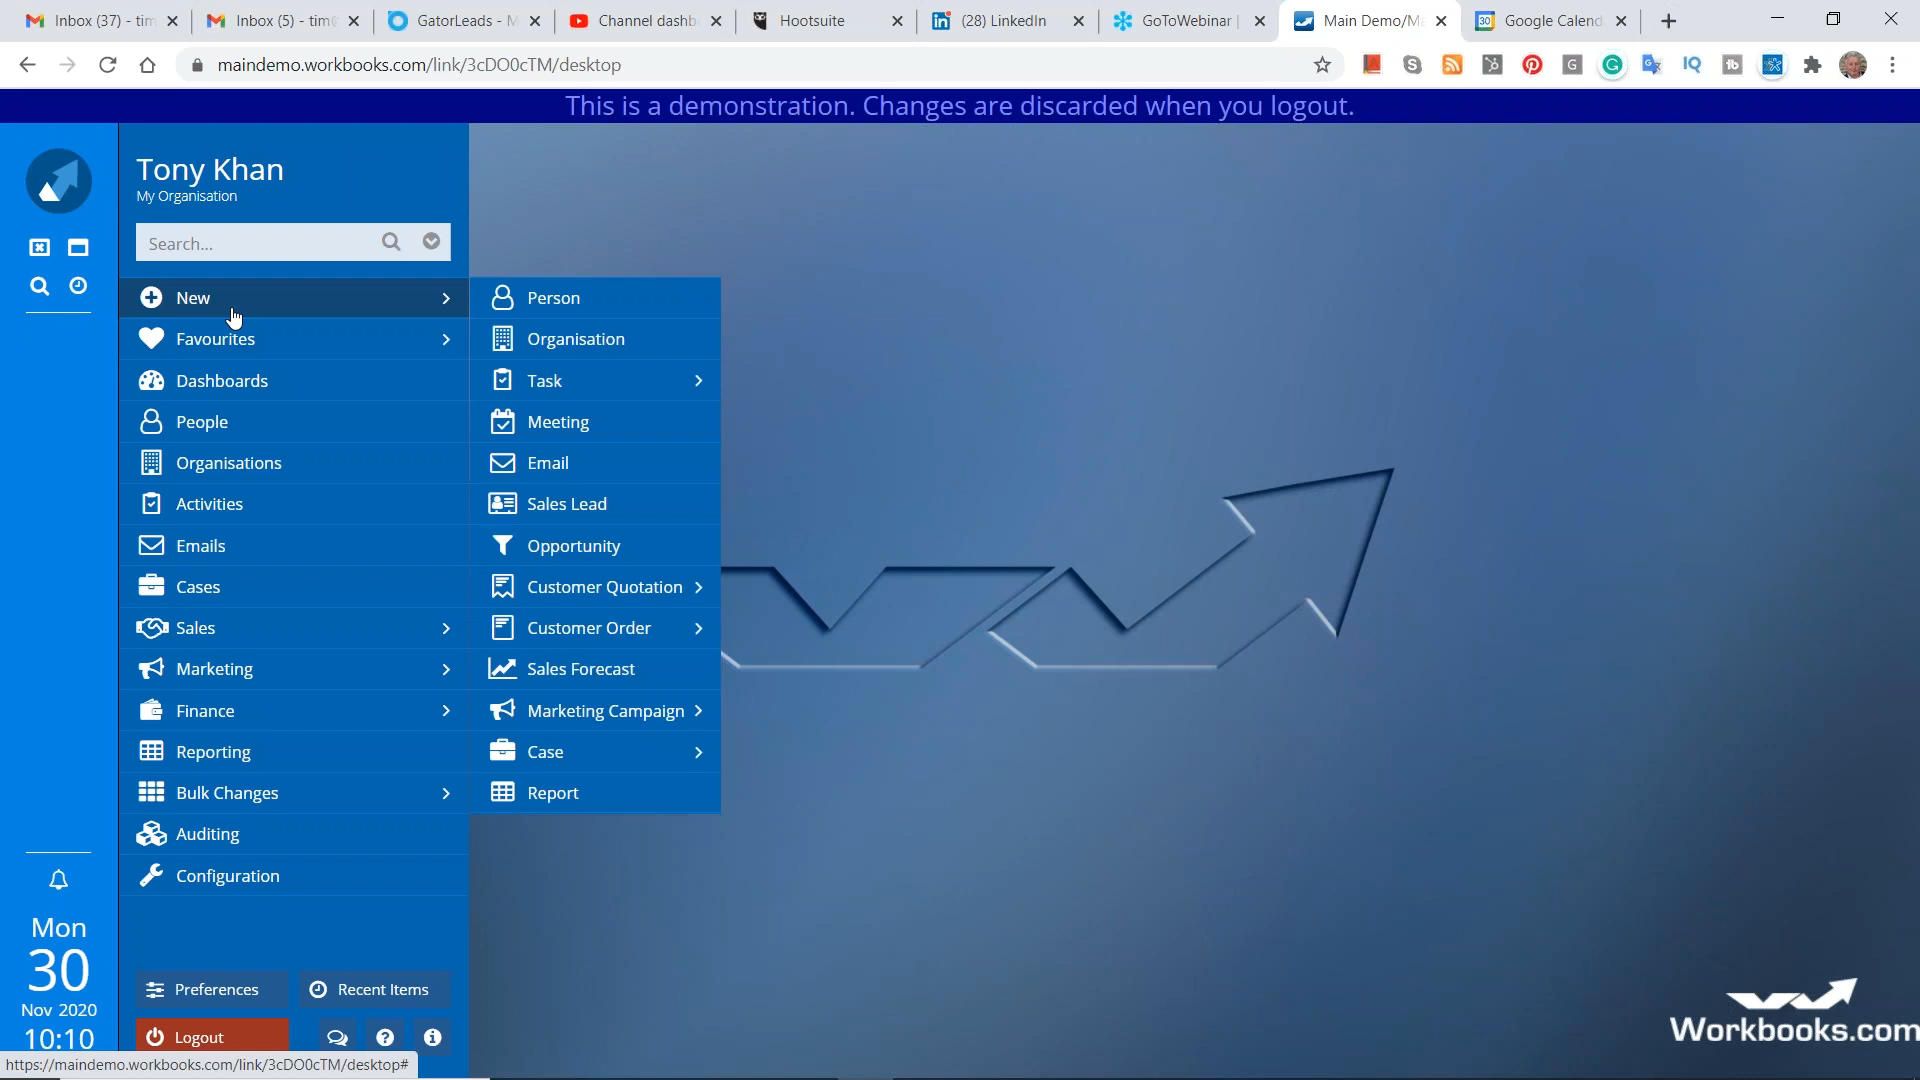 Inbox (37) - tim
Inbox (5) - tim@
GatorLeads - M
Channel dashb
Hootsuite
(28) LinkedIn
GoToWebinar |
Main Demo/Ma
Google Calend
maindemo.workbooks.com/link/3cDO0cTM/desktop
This is a demonstration. Changes are discarded when you logout.
Tony Khan
My Organisation
Search...
New
Favourites
Dashboards
People
Organisations
Activities
Emails
Cases
Sales
Marketing
Finance
Reporting
Bulk Changes
Auditing
Configuration
Person
Organisation
Task
Meeting
Email
Sales Lead
Opportunity
Customer Quotation
Customer Order
Sales Forecast
Marketing Campaign
Case
Report
Preferences
Recent Items
Logout
Mon
30
Nov 2020
10:10
https://maindemo.workbooks.com/link/3cDO0cTM/desktop#
Workbooks.com